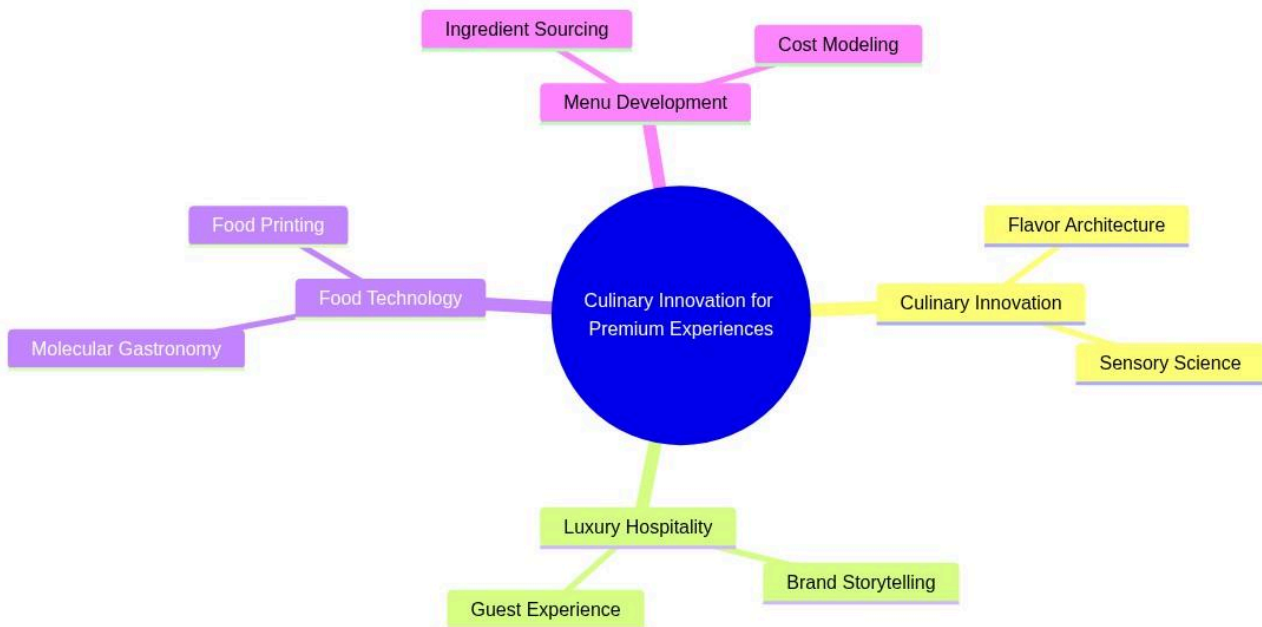 Ingredient Sourcing
Cost Modeling
Menu Development
Food Printing
Flavor Architecture
Food Technology
Culinary Innovation for
Premium Experiences
Culinary Innovation
Molecular Gastronomy
Sensory Science
Luxury Hospitality
Brand Storytelling
Guest Experience